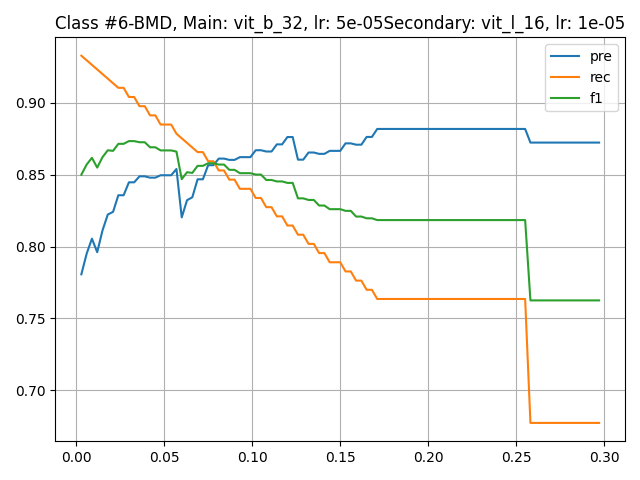 Class #6-BMD, Main: vit_b_32, lr: 5e-05Secondary: vit_l_16, lr: 1e-05
pre
rec
f1
0.90
0.85
0.80
0.75
0.70
0.00 0.05 0.10 0.15 0.20 0.25 0.30